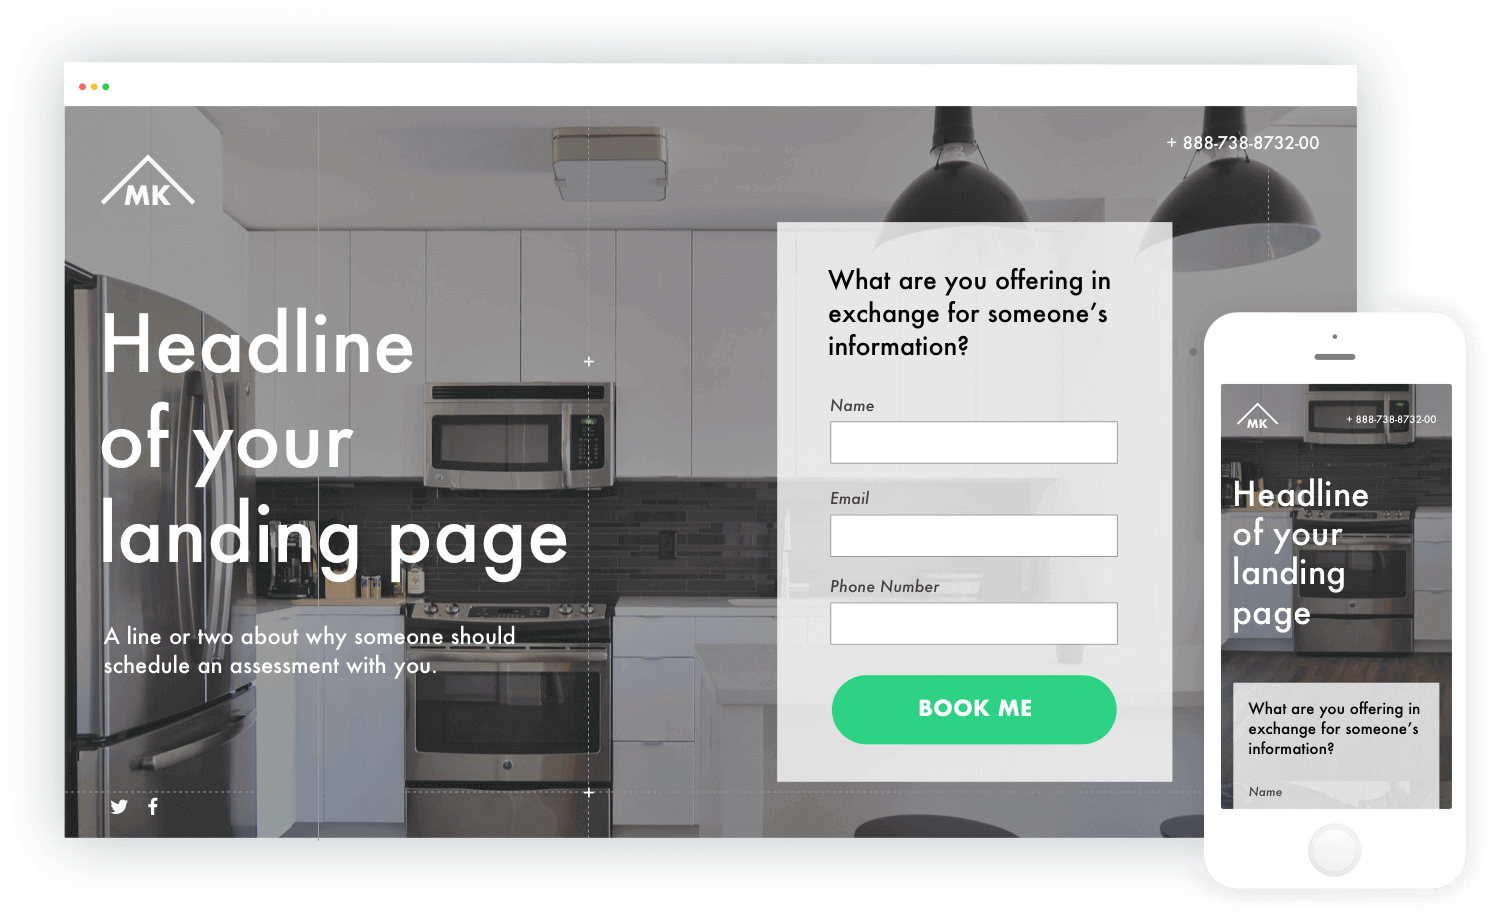 MK
+ 888-738-8732-00
Headline
of your
landing page
A line or two about why someone should
schedule an assessment with you.
What are you offering in
exchange for someone's
information?
Name
Email
Phone Number
BOOK ME
MK
+ 888-738-8732-00
Headline
of your
landing
page
What are you offering in
exchange for someone's
information?
Name